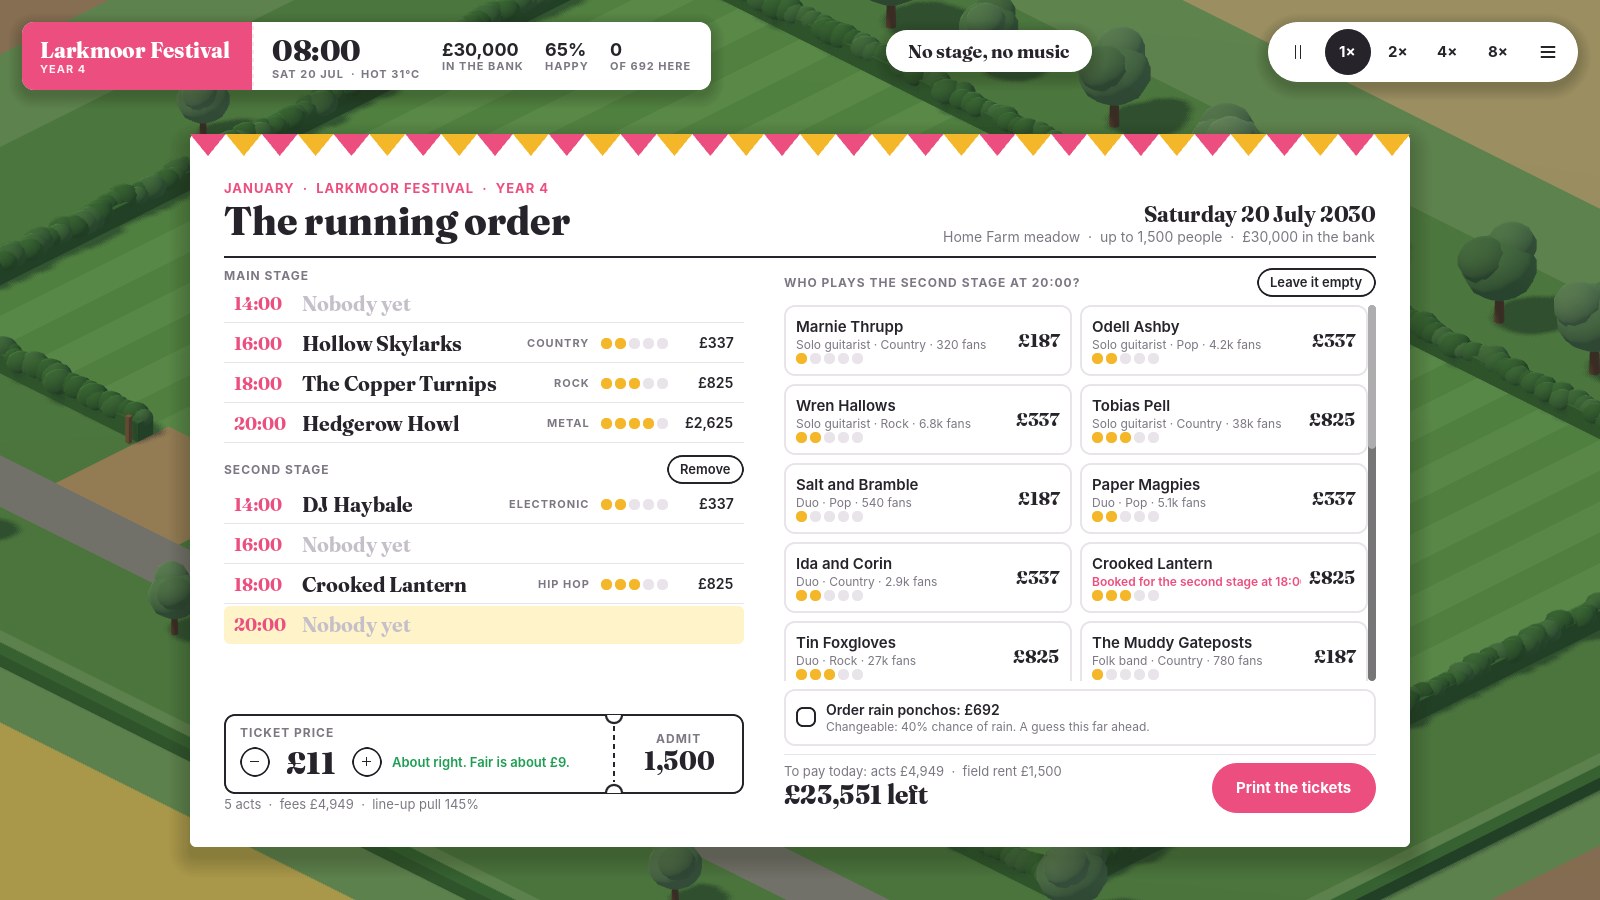 Larkmoor Festival
YEAR 4
08:00
SAT 20 JUL · HOT 31°C
£30,000
IN THE BANK
65%
HAPPY
0
OF 692 HERE
No stage, no music
1×
2×
4×
8×
JANUARY · LARKMOOR FESTIVAL · YEAR 4
The running order
Saturday 20 July 2030
Home Farm meadow · up to 1,500 people · £30,000 in the bank
MAIN STAGE
14:00 Nobody yet
16:00 Hollow Skylarks COUNTRY £337
18:00 The Copper Turnips ROCK £825
20:00 Hedgerow Howl METAL £2,625
SECOND STAGE
Remove
14:00 DJ Haybale ELECTRONIC £337
16:00 Nobody yet
18:00 Crooked Lantern HIP HOP £825
20:00 Nobody yet
TICKET PRICE
− £11 + About right. Fair is about £9.
ADMIT
1,500
5 acts · fees £4,949 · line-up pull 145%
WHO PLAYS THE SECOND STAGE AT 20:00?
Leave it empty
Marnie Thrupp
Solo guitarist · Country · 320 fans
£187
Odell Ashby
Solo guitarist · Pop · 4.2k fans
£337
Wren Hallows
Solo guitarist · Rock · 6.8k fans
£337
Tobias Pell
Solo guitarist · Country · 38k fans
£825
Salt and Bramble
Duo · Pop · 540 fans
£187
Paper Magpies
Duo · Pop · 5.1k fans
£337
Ida and Corin
Duo · Country · 2.9k fans
£337
Crooked Lantern
Booked for the second stage at 18:0
£825
Tin Foxgloves
Duo · Rock · 27k fans
£825
The Muddy Gateposts
Folk band · Country · 780 fans
£187
Order rain ponchos: £692
Changeable: 40% chance of rain. A guess this far ahead.
To pay today: acts £4,949 · field rent £1,500
£23,551 left
Print the tickets